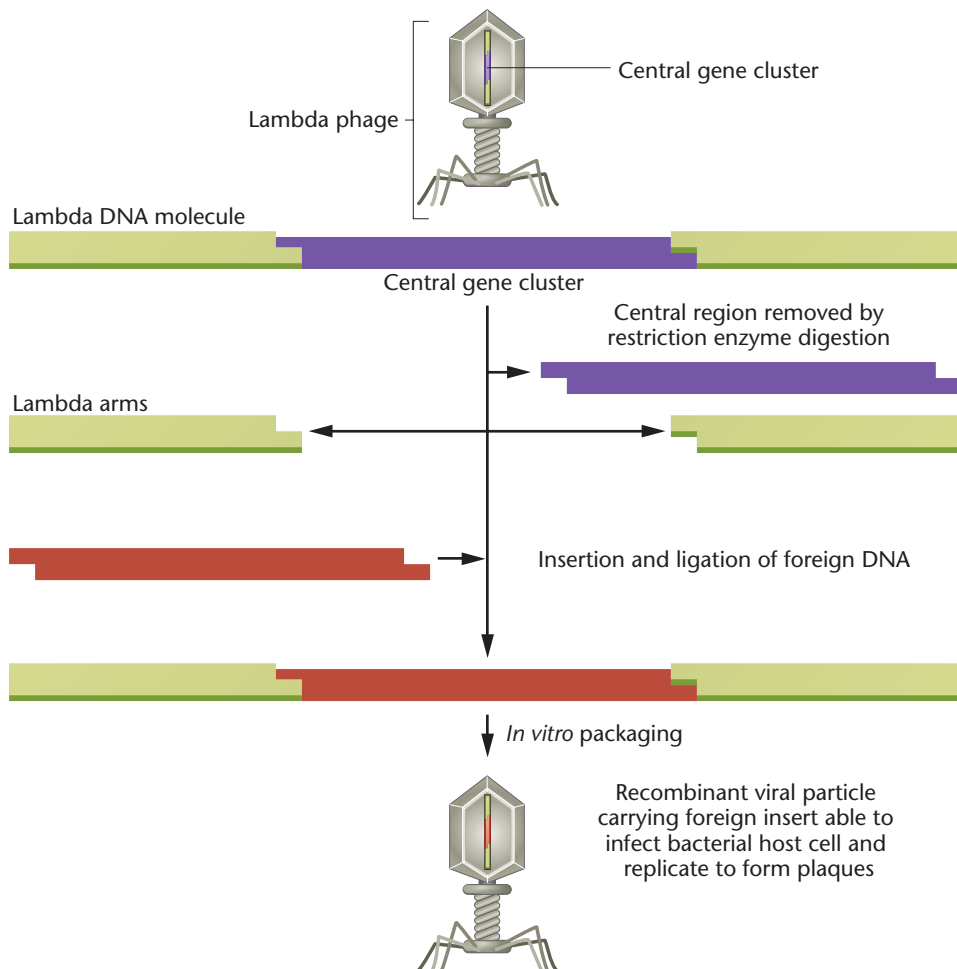 Central gene cluster
Lambda phage
Lambda DNA molecule
Central gene cluster
Central region removed by
restriction enzyme digestion
Lambda arms
Insertion and ligation of foreign DNA
In vitro packaging
Recombinant viral particle
carrying foreign insert able to
infect bacterial host cell and
replicate to form plaques